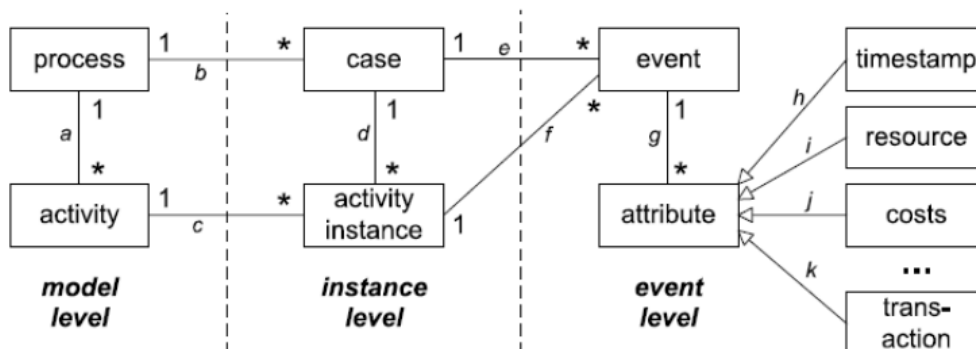 process
1
b
*
case
1
e
*
event
timestamp
1
a
*
1
d
*
f
*
1
g
*
h
i
resource
activity
1
c
*
activity
instance
1
attribute
j
costs
k
...
trans-
action
model
level
instance
level
event
level